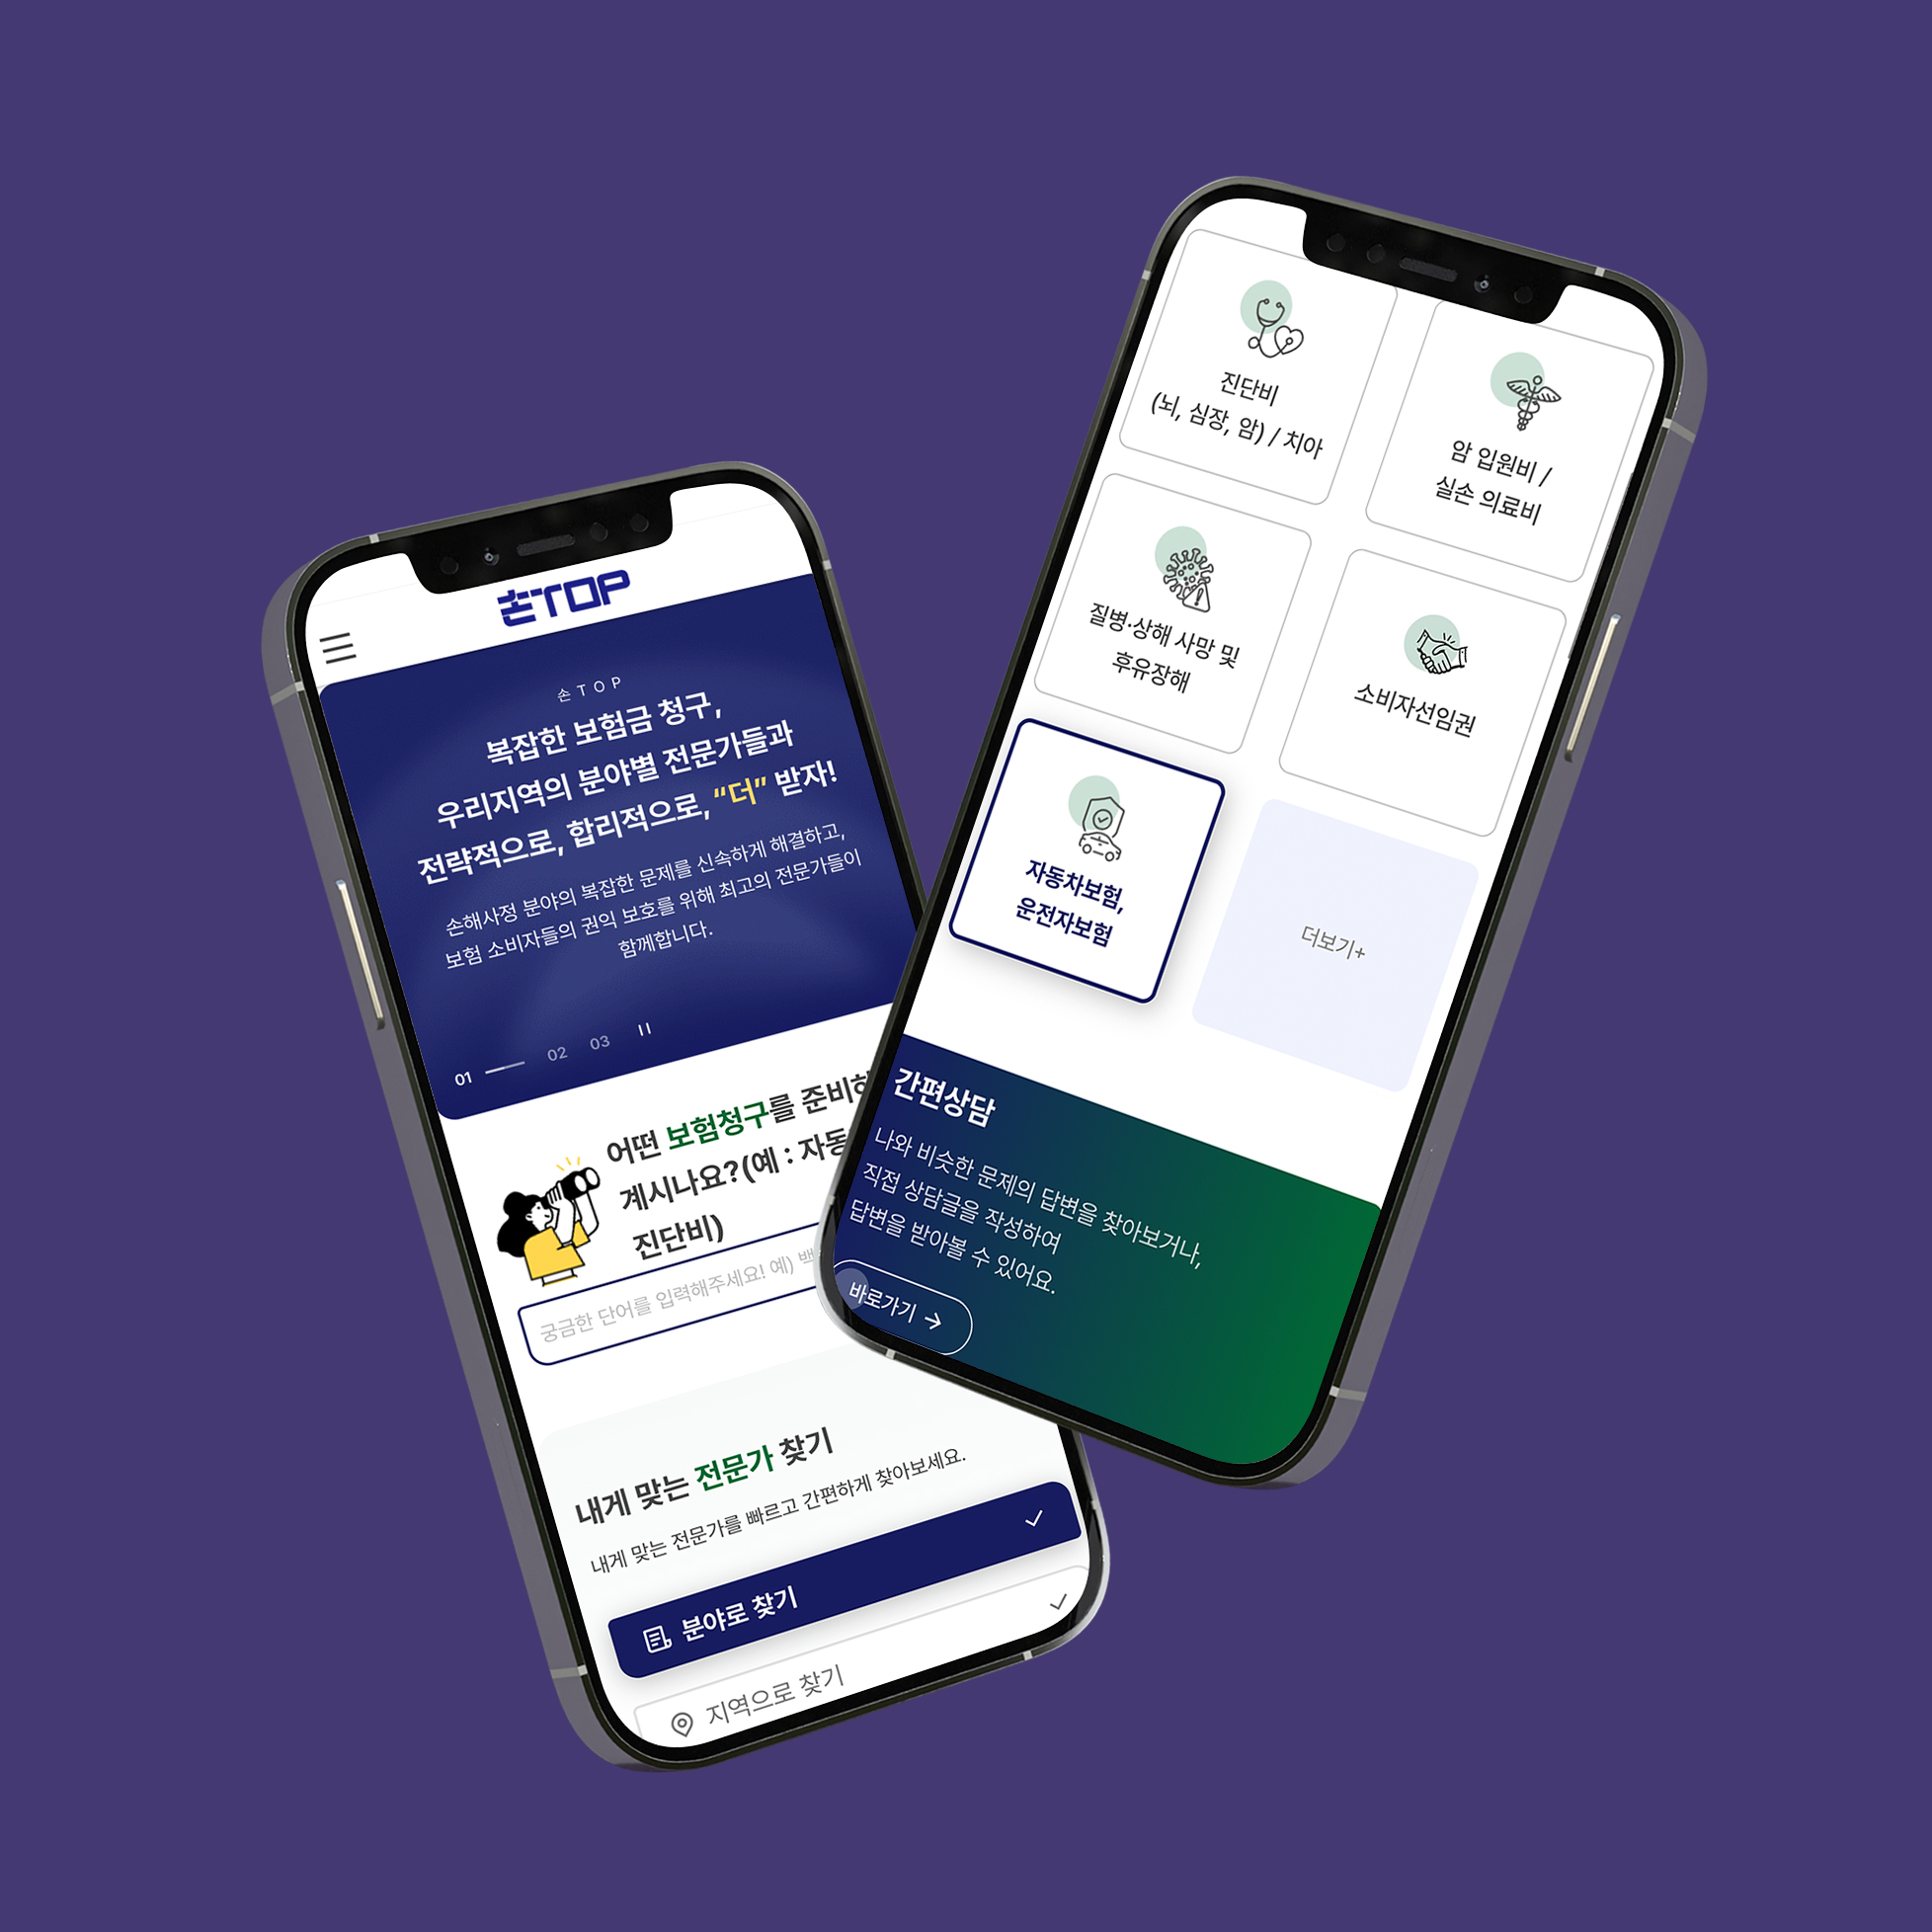 손TOP
손TOP
복잡한 보험금 청구,
우리지역의 분야별 전문가들과
전략적으로, 합리적으로, “더” 받자!
손해사정 분야의 복잡한 문제를 신속하게 해결하고,
보험 소비자들의 권익 보호를 위해 최고의 전문가들이
함께합니다.
01 02 03
어떤 보험청구를 준비하
계시나요?(예 : 자동
진단비)
궁금한 단어를 입력해주세요! 예) 백
내게 맞는 전문가 찾기
내게 맞는 전문가를 빠르고 간편하게 찾아보세요.
분야로 찾기
지역으로 찾기
진단비
(뇌, 심장, 암) / 치아
암 입원비 /
실손 의료비
질병·상해 사망 및
후유장해
소비자선임권
자동차보험,
운전자보험
더보기+
간편상담
나와 비슷한 문제의 답변을 찾아보거나,
직접 상담글을 작성하여
답변을 받아볼 수 있어요.
바로가기 →